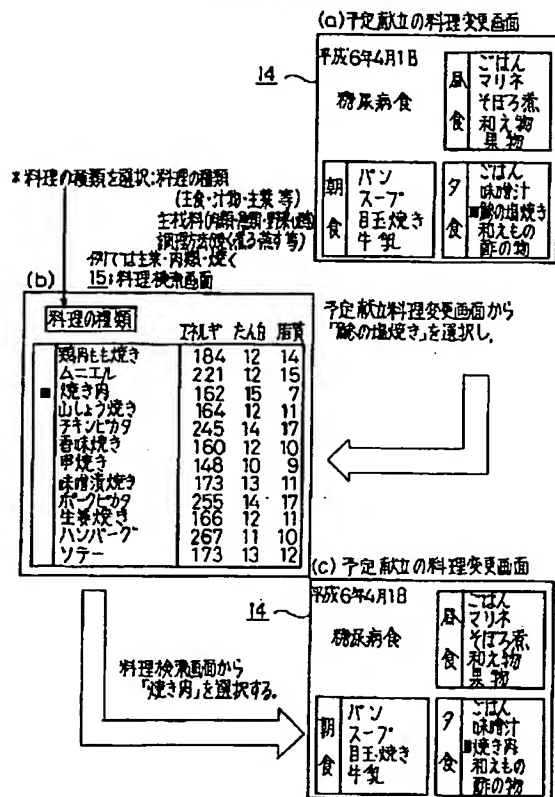 (a)予定献立の料理変更画面
14
平成6年4月1日
糖尿病食
昼食
ごはん
マリネ
そぼろ煮
和え物
果物
朝食
パン
スープ
目玉焼き
牛乳
夕食
ごはん
味噌汁
■鯵の塩焼き
和えもの
酢の物
*料理の種類を選択:料理の種類
(主食・汁物・主菜 等)
主材料(肉類・魚類・野菜・
調理方法(焼く・煮る・蒸す 等)
例では主菜・肉類・焼く
(b) 15:料理検索画面
料理の種類 エネルギ たん白 脂質
鶏肉もも焼き 184 12 14
ムニエル 221 12 15
■ 焼き肉 162 15 7
山しょう焼き 164 12 11
チキンピカタ 245 14 17
香味焼き 160 12 10
甲焼き 148 10 9
味噌漬焼き 173 13 11
ポークピカタ 255 14 17
生姜焼き 166 12 11
ハンバーグ 267 11 10
ソテー 173 13 12
予定献立料理変更画面から
「鯵の塩焼き」を選択し.
料理検索画面から
「焼き肉」を選択する.
(c) 予定献立の料理変更画面
14
平成6年4月1日
糖尿病食
昼食
ごはん
マリネ
そぼろ煮
和え物
果物
朝食
パン
スープ
目玉焼き
牛乳
夕食
ごはん
味噌汁
■焼き肉
和えもの
酢の物